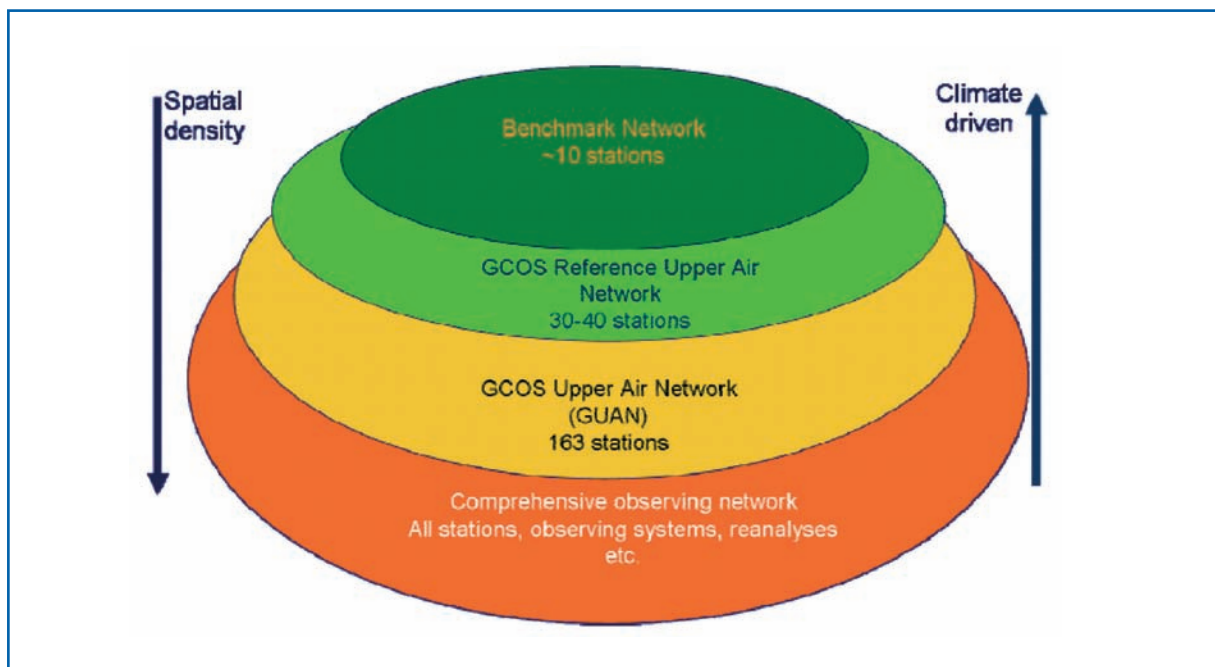 Spatial
density
Climate
driven
Benchmark Network
~10 stations
GCOS Reference Upper Air
Network
30-40 stations
GCOS Upper Air Network
(GUAN)
163 stations
Comprehensive observing network
All stations, observing systems, reanalyses
etc.